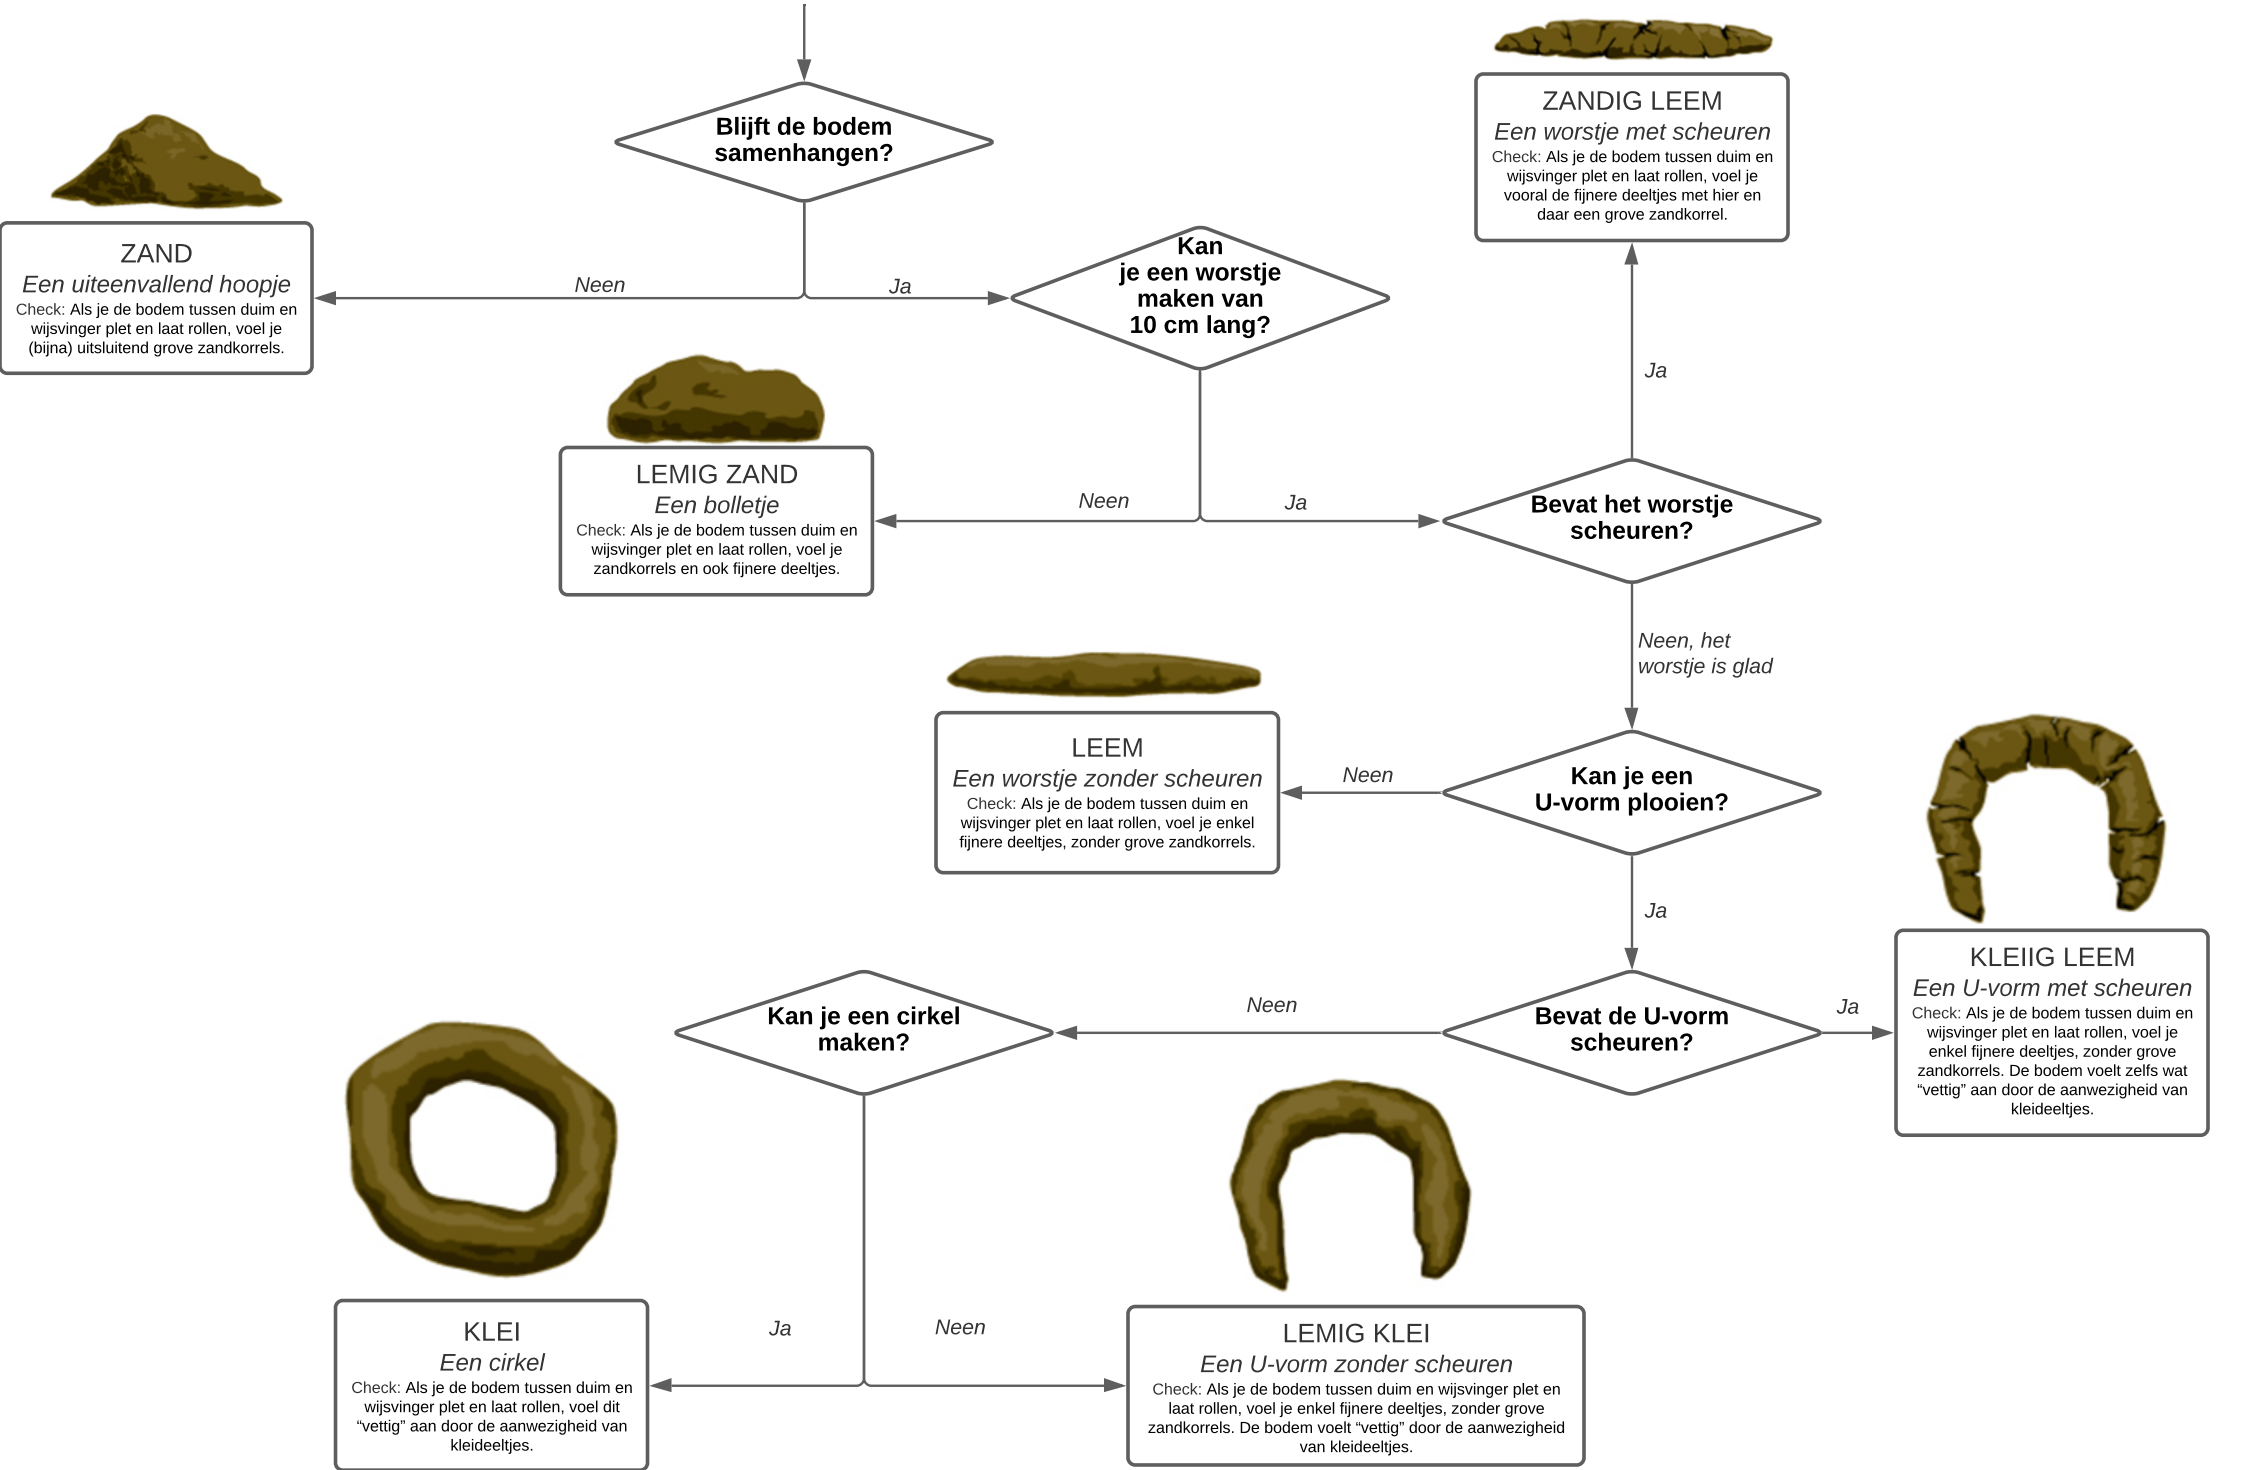 Blijft de bodem
samenhangen?
ZANDIG LEEM
Een worstje met scheuren
Check: Als je de bodem tussen duim en
wijsvinger plet en laat rollen, voel je
vooral de fijnere deeltjes met hier en
daar een grove zandkorrel.
ZAND
Een uiteenvallend hoopje
Check: Als je de bodem tussen duim en
wijsvinger plet en laat rollen, voel je
(bijna) uitsluitend grove zandkorrels.
Neen
Ja
Kan
je een worstje
maken van
10 cm lang?
Ja
LEMIG ZAND
Een bolletje
Check: Als je de bodem tussen duim en
wijsvinger plet en laat rollen, voel je
zandkorrels en ook fijnere deeltjes.
Neen
Ja
Bevat het worstje
scheuren?
Neen, het
worstje is glad
LEEM
Een worstje zonder scheuren
Check: Als je de bodem tussen duim en
wijsvinger plet en laat rollen, voel je enkel
fijnere deeltjes, zonder grove zandkorrels.
Neen
Kan je een
U-vorm plooien?
Ja
KLEIIG LEEM
Een U-vorm met scheuren
Check: Als je de bodem tussen duim en
wijsvinger plet en laat rollen, voel je
enkel fijnere deeltjes, zonder grove
zandkorrels. De bodem voelt zelfs wat
“vettig” aan door de aanwezigheid van
kleideeltjes.
Kan je een cirkel
maken?
Neen
Bevat de U-vorm
scheuren?
Ja
Ja
Neen
KLEI
Een cirkel
Check: Als je de bodem tussen duim en
wijsvinger plet en laat rollen, voel dit
“vettig” aan door de aanwezigheid van
kleideeltjes.
LEMIG KLEI
Een U-vorm zonder scheuren
Check: Als je de bodem tussen duim en wijsvinger plet en
laat rollen, voel je enkel fijnere deeltjes, zonder grove
zandkorrels. De bodem voelt “vettig” door de aanwezigheid
van kleideeltjes.